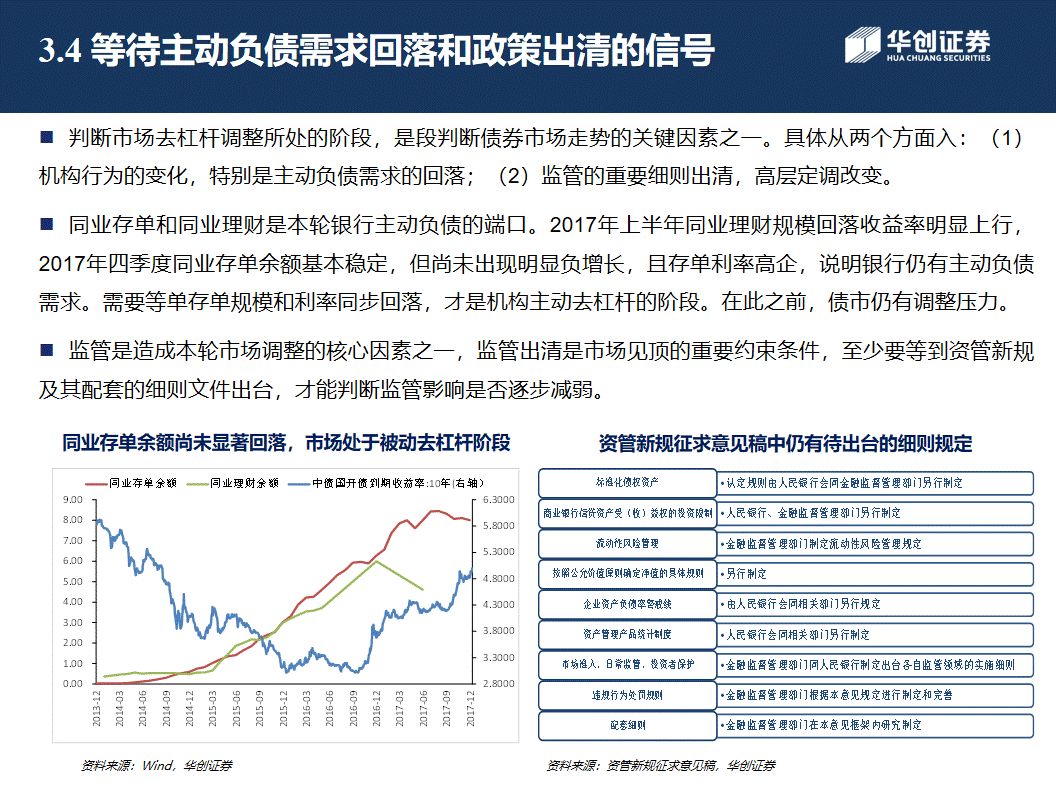 3.4 等待主动负债需求回落和政策出清的信号
华创证券
HUA CHUANG SECURITIES
■ 判断市场去杠杆调整所处的阶段，是段判断债券市场走势的关键因素之一。具体从两个方面入：（1）
机构行为的变化，特别是主动负债需求的回落；（2）监管的重要细则出清，高层定调改变。
■ 同业存单和同业理财是本轮银行主动负债的端口。2017年上半年同业理财规模回落收益率明显上行，
2017年四季度同业存单余额基本稳定，但尚未出现明显负增长，且存单利率高企，说明银行仍有主动负债
需求。需要等单存单规模和利率同步回落，才是机构主动去杠杆的阶段。在此之前，债市仍有调整压力。
■ 监管是造成本轮市场调整的核心因素之一，监管出清是市场见顶的重要约束条件，至少要等到资管新规
及其配套的细则文件出台，才能判断监管影响是否逐步减弱。
同业存单余额尚未显著回落，市场处于被动去杠杆阶段
同业存单余额 同业理财余额 中债国开债到期收益率:10年(右轴)
9.00
8.00
7.00
6.00
5.00
4.00
3.00
2.00
1.00
0.00
6.3000
5.8000
5.3000
4.8000
4.3000
3.8000
3.3000
2.8000
2013-12
2014-03
2014-06
2014-09
2014-12
2015-03
2015-06
2015-09
2015-12
2016-03
2016-06
2016-09
2016-12
2017-03
2017-06
2017-09
2017-12
资料来源：Wind，华创证券
资管新规征求意见稿中仍有待出台的细则规定
标准化债权资产 •认定规则由人民银行会同金融监督管理部门另行制定
商业银行信贷资产受（收）益权的投资限制 •人民银行、金融监督管理部门另行制定
流动性风险管理 •金融监督管理部门制定流动性风险管理规定
按照公允价值原则确定净值的具体规则 •另行制定
企业资产负债率警戒线 •由人民银行会同相关部门另行规定
资产管理产品统计制度 •人民银行会同相关部门另行制定
市场准入、日常监管、投资者保护 •金融监督管理部门同人民银行制定出台各自监管领域的实施细则
违规行为处罚规则 •金融监督管理部门根据本意见规定进行制定和完善
配套细则 •金融监督管理部门在本意见框架内研究制定
资料来源：资管新规征求意见稿，华创证券